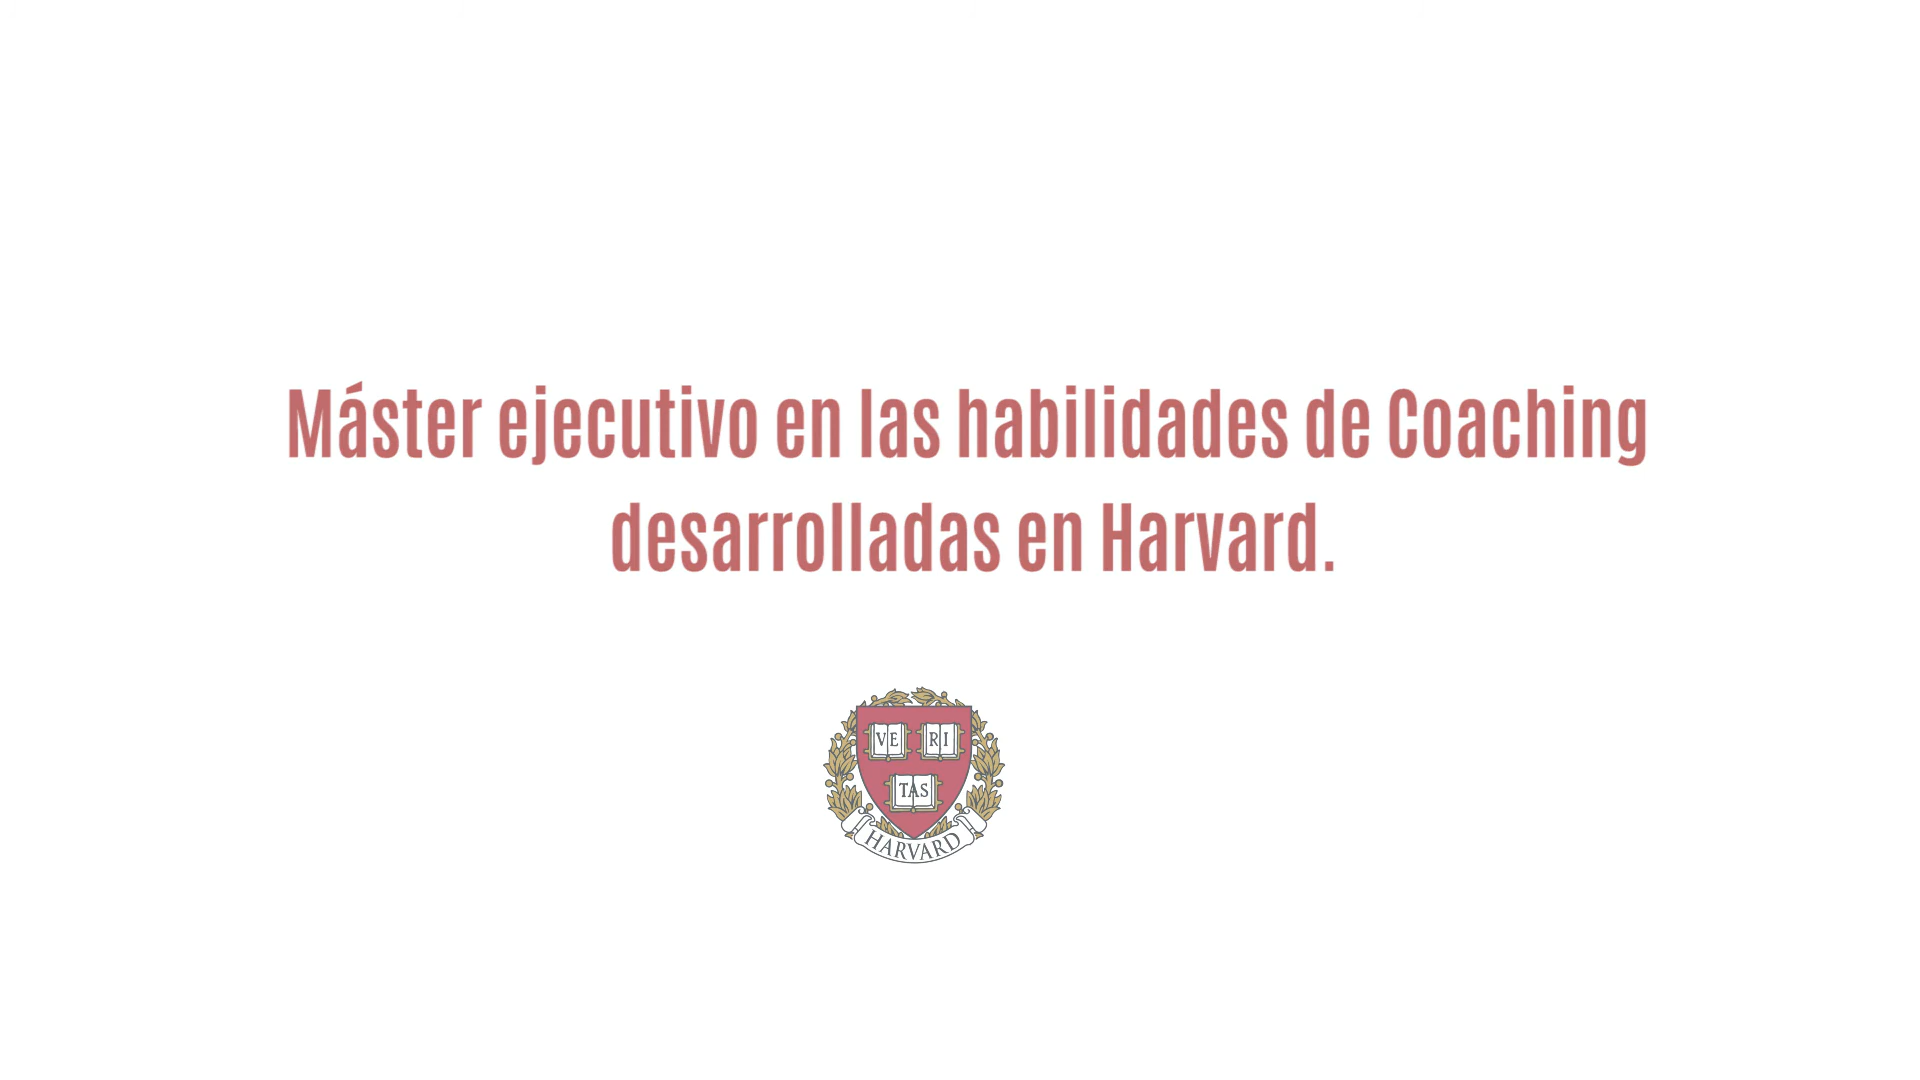 Máster ejecutivo en las habilidades de Coaching
desarrolladas en Harvard.
VE RI
TAS
HARVARD